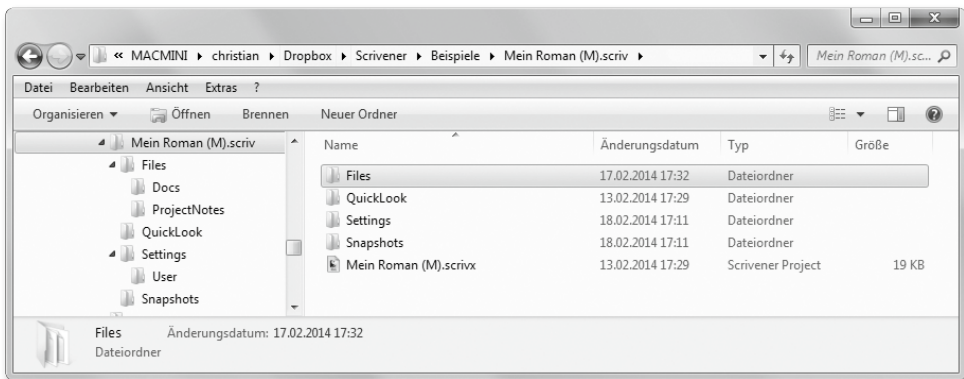 « MACMINI ▸ christian ▸ Dropbox ▸ Scrivener ▸ Beispiele ▸ Mein Roman (M).scriv ▸ Mein Roman (M).sc...
Datei Bearbeiten Ansicht Extras ?
Organisieren Öffnen Brennen Neuer Ordner
Mein Roman (M).scriv
Files
Docs
ProjectNotes
QuickLook
Settings
User
Snapshots
Name Änderungsdatum Typ Größe
Files 17.02.2014 17:32 Dateiordner
QuickLook 13.02.2014 17:29 Dateiordner
Settings 18.02.2014 17:11 Dateiordner
Snapshots 18.02.2014 17:11 Dateiordner
Mein Roman (M).scrivx 13.02.2014 17:29 Scrivener Project 19 KB
Files Änderungsdatum: 17.02.2014 17:32
Dateiordner